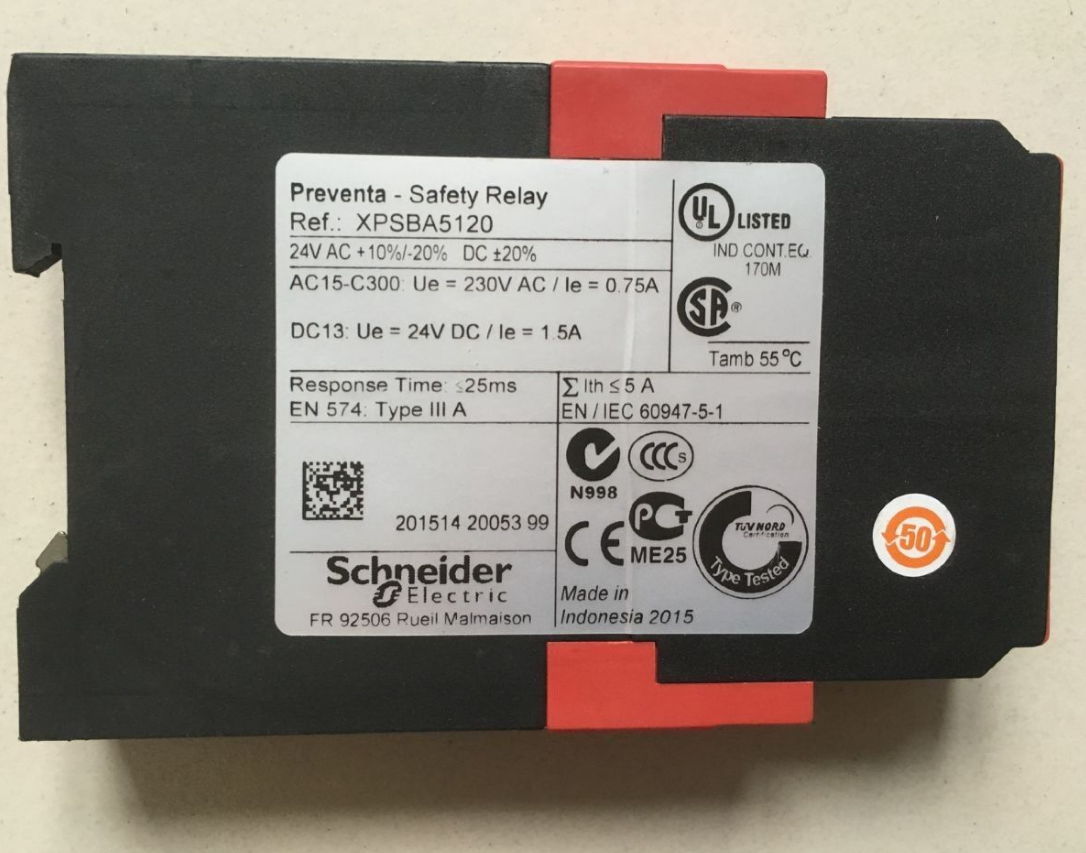 Preventa - Safety Relay
Ref.: XPSBA5120
24V AC +10%/-20% DC ±20%
AC15-C300: Ue = 230V AC / Ie = 0.75A
DC13: Ue = 24V DC / Ie = 1.5A
UL
®
LISTED
IND.CONT.EQ.
170M
SA®
Tamb 55°C
Response Time: ≤25ms
EN 574: Type III A
∑ Ith ≤ 5 A
EN / IEC 60947-5-1
201514 20053 99
N998
CCC S
CE
PCT
ME25
TÜV NORD
Certification
Type Tested
Schneider
Electric
FR 92506 Rueil Malmaison
Made in
Indonesia 2015
50